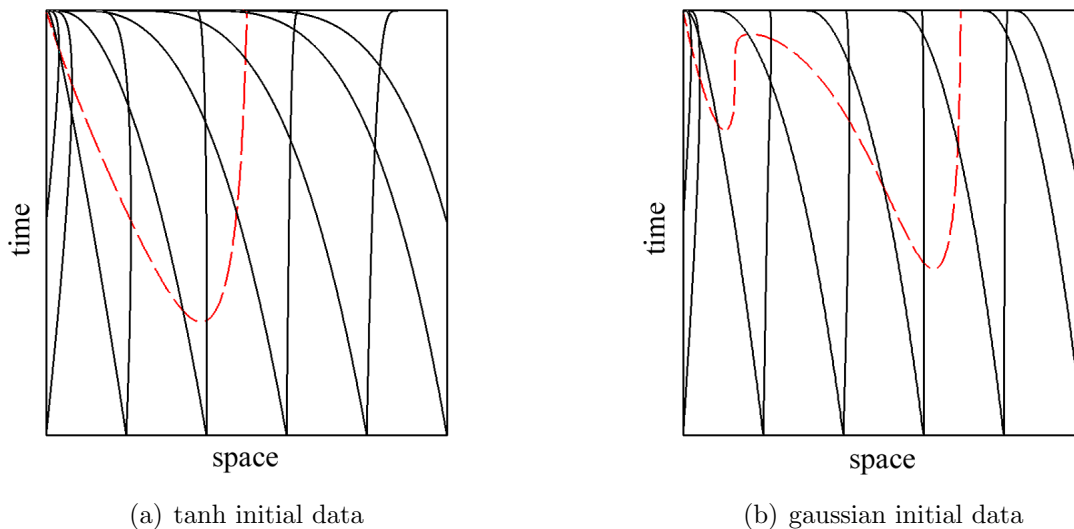 time
space
(a) tanh initial data
time
space
(b) gaussian initial data